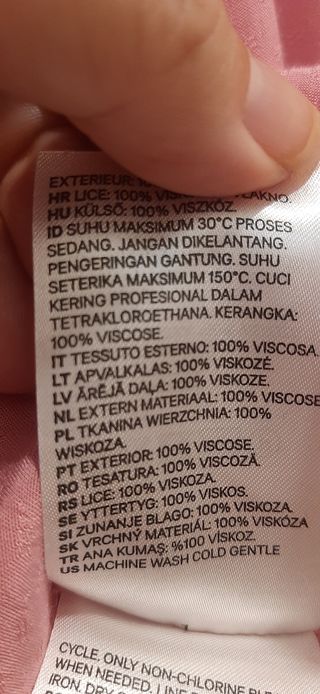 EXTERIEUR:
HR LICE: 100%
HU KÜLSŐ: 100% VISZKÓZ.
ID SUHU MAKSIMUM 30°C PROSES
SEDANG. JANGAN DIKELANTANG.
PENGERINGAN GANTUNG. SUHU
SETERIKA MAKSIMUM 150°C. CUCI
KERING PROFESIONAL DALAM
TETRAKLOROETHANA. KERANGKA:
100% VISCOSE.
IT TESSUTO ESTERNO: 100% VISCOSA.
LT APVALKALAS: 100% VISKOZĖ.
LV ĀRĒJĀ DAĻA: 100% VISKOZE.
NL EXTERN MATERIAAL: 100% VISCOSE
PL TKANINA WIERZCHNIA: 100%
WISKOZA.
PT EXTERIOR: 100% VISCOSE.
RO TESATURA: 100% VISCOZĂ.
RS LICE: 100% VISKOZA.
SE YTTERTYG: 100% VISKOS.
SI ZUNANJE BLAGO: 100% VISKOZA.
SK VRCHNÝ MATERIÁL: 100% VISKÓZA
TR ANA KUMAŞ: %100 VİSKOZ.
US MACHINE WASH COLD GENTLE
CYCLE. ONLY NON-CHLORINE
WHEN NEEDED. LINE
IRON. DRY